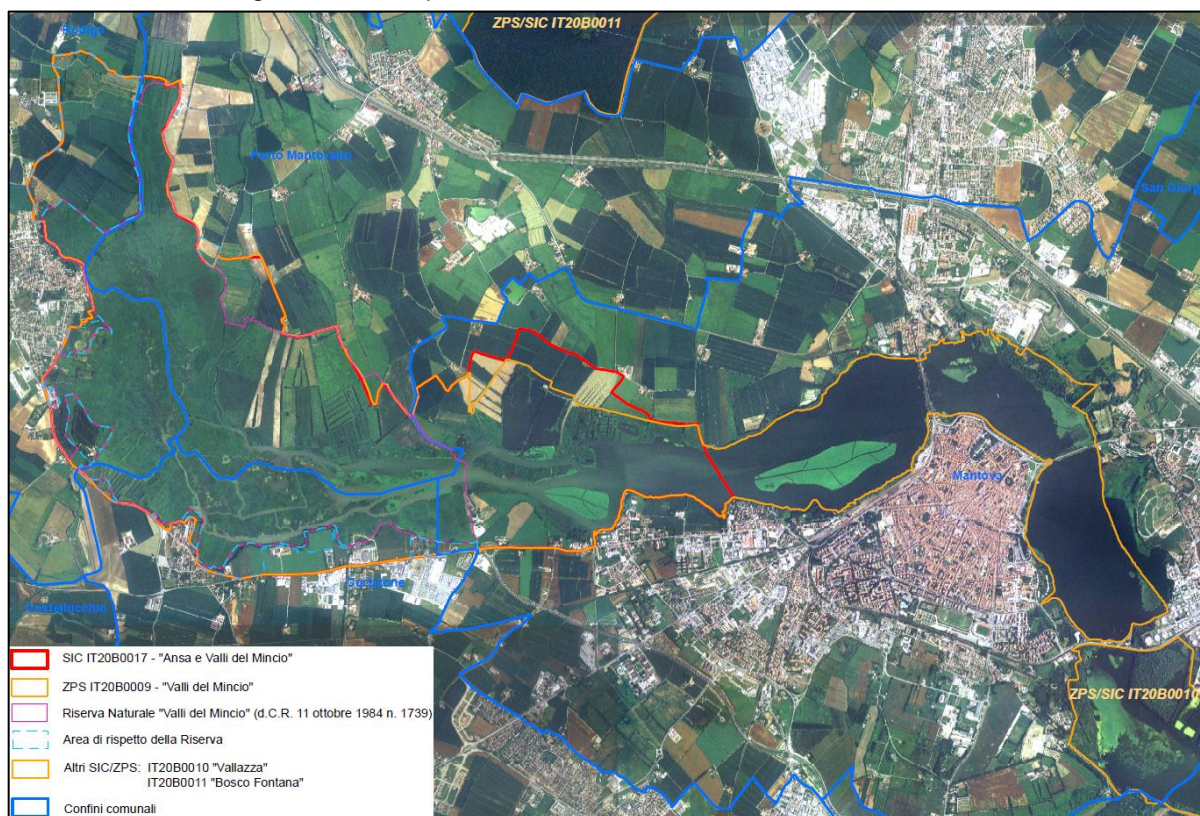 ZPS/SIC IT20B0011
Rodigo
Porto Mantovano
San Giorg
Mantova
Curtatone
Castellucchio
ZPS/SIC IT20B0010
SIC IT20B0017 - "Ansa e Valli del Mincio"
ZPS IT20B0009 - "Valli del Mincio"
Riserva Naturale "Valli del Mincio" (d.C.R. 11 ottobre 1984 n. 1739)
Area di rispetto della Riserva
Altri SIC/ZPS: IT20B0010 "Vallazza"
IT20B0011 "Bosco Fontana"
Confini comunali